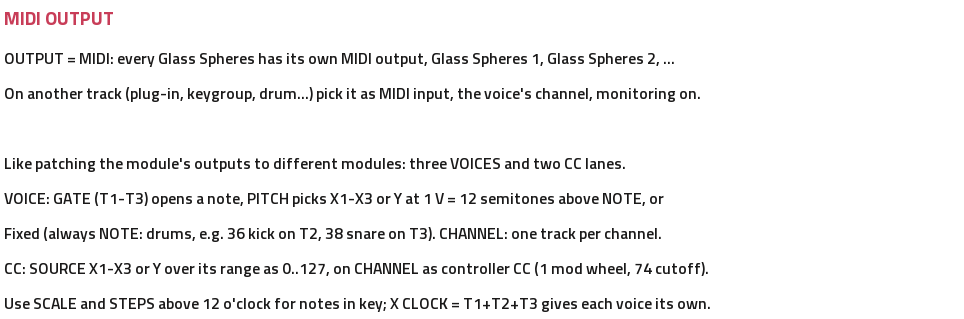 MIDI OUTPUT
OUTPUT = MIDI: every Glass Spheres has its own MIDI output, Glass Spheres 1, Glass Spheres 2, ...
On another track (plug-in, keygroup, drum...) pick it as MIDI input, the voice's channel, monitoring on.
Like patching the module's outputs to different modules: three VOICES and two CC lanes.
VOICE: GATE (T1-T3) opens a note, PITCH picks X1-X3 or Y at 1 V = 12 semitones above NOTE, or
Fixed (always NOTE: drums, e.g. 36 kick on T2, 38 snare on T3). CHANNEL: one track per channel.
CC: SOURCE X1-X3 or Y over its range as 0..127, on CHANNEL as controller CC (1 mod wheel, 74 cutoff).
Use SCALE and STEPS above 12 o'clock for notes in key; X CLOCK = T1+T2+T3 gives each voice its own.